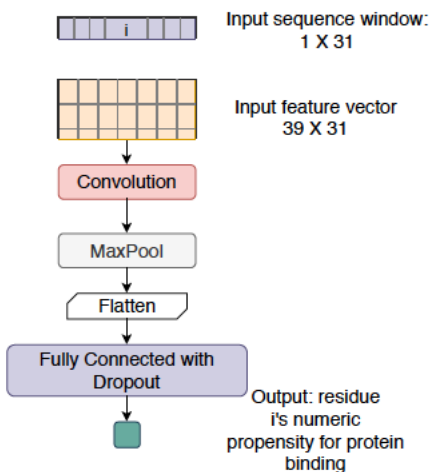 Input sequence window:
1 X 31
i
Input feature vector
39 X 31
Convolution
MaxPool
Flatten
Fully Connected with
Dropout
Output: residue
i's numeric
propensity for protein
binding